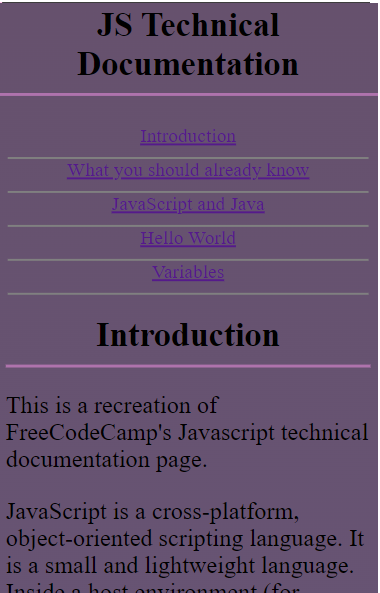 JS Technical
Documentation
Introduction
What you should already know
JavaScript and Java
Hello World
Variables
Introduction
This is a recreation of
FreeCodeCamp's Javascript technical
documentation page.
JavaScript is a cross-platform,
object-oriented scripting language. It
is a small and lightweight language.
Inside a host environment (for